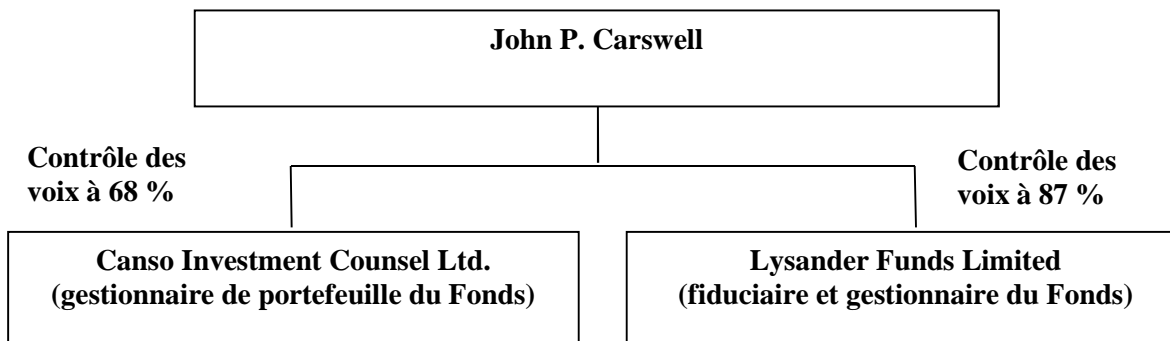 John P. Carswell
Contrôle des
voix à 68 %
Contrôle des
voix à 87 %
Canso Investment Counsel Ltd.
(gestionnaire de portefeuille du Fonds)
Lysander Funds Limited
(fiduciaire et gestionnaire du Fonds)